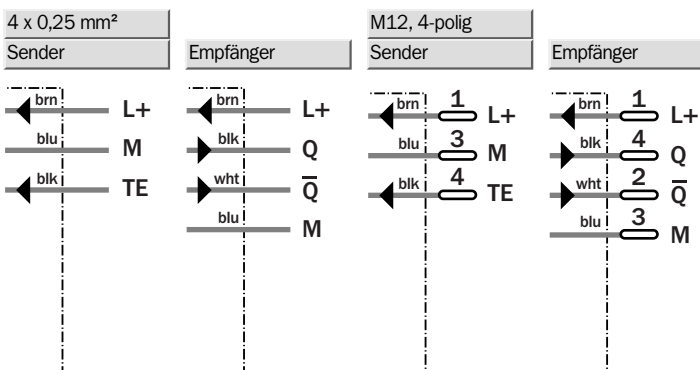 4 x 0,25 mm²
Sender
brn L+
blu M
blk TE
Empfänger
brn L+
blk Q
wht Q̅
blu M
M12, 4-polig
Sender
brn 1 L+
blu 3 M
blk 4 TE
Empfänger
brn 1 L+
blk 4 Q
wht 2 Q̅
blu 3 M